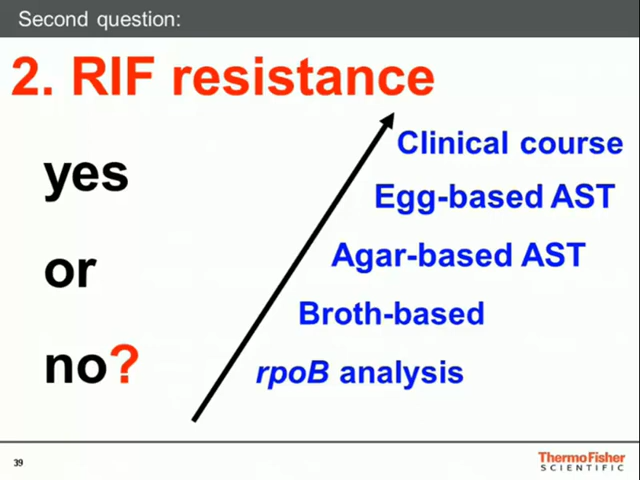 Second question:
2. RIF resistance
yes
or
no?
Clinical course
Egg-based AST
Agar-based AST
Broth-based
rpoB analysis
39
ThermoFisher
SCIENTIFIC